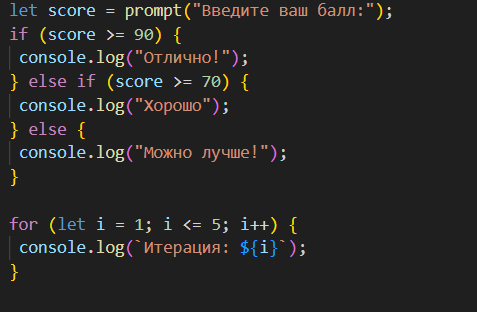 let score = prompt("Введите ваш балл:");
if (score >= 90) {
 console.log("Отлично!");
} else if (score >= 70) {
 console.log("Хорошо");
} else {
 console.log("Можно лучше!");
}

for (let i = 1; i <= 5; i++) {
 console.log(`Итерация: ${i}`);
}